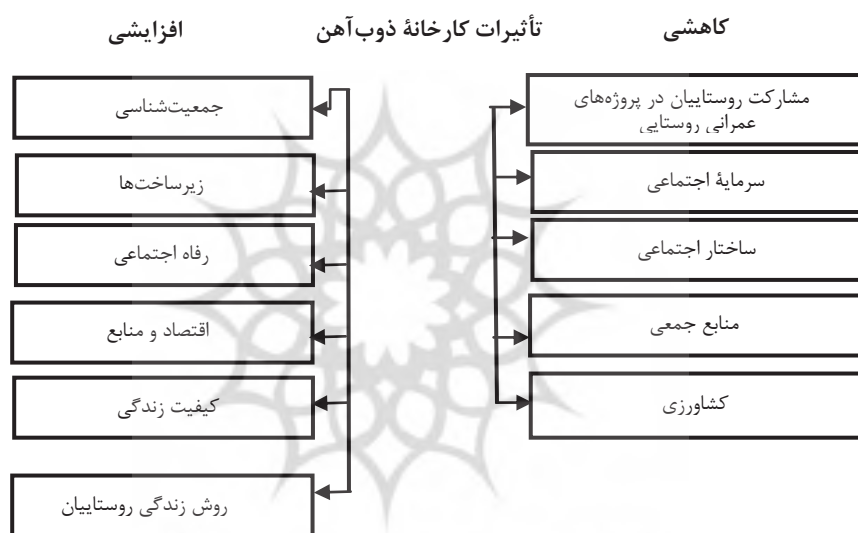 کاهشی
تأثیرات کارخانهٔ ذوب‌آهن
افزایشی
مشارکت روستاییان در پروژه‌های
عمرانی روستایی
سرمایهٔ اجتماعی
ساختار اجتماعی
منابع جمعی
کشاورزی
جمعیت‌شناسی
زیرساخت‌ها
رفاه اجتماعی
اقتصاد و منابع
کیفیت زندگی
روش زندگی روستاییان